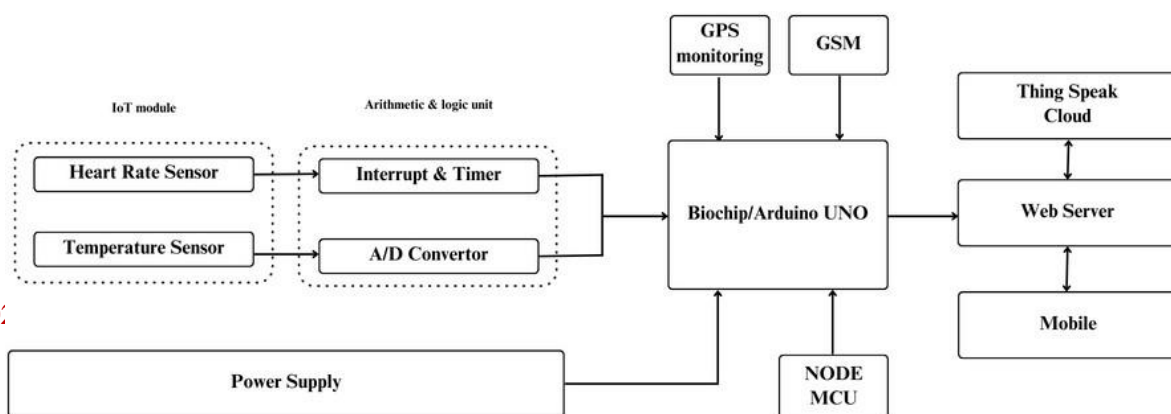 GPS
monitoring
GSM
IoT module
Arithmetic & logic unit
Thing Speak
Cloud
Heart Rate Sensor
Interrupt & Timer
Biochip/Arduino UNO
Web Server
Temperature Sensor
A/D Convertor
Mobile
Power Supply
NODE
MCU